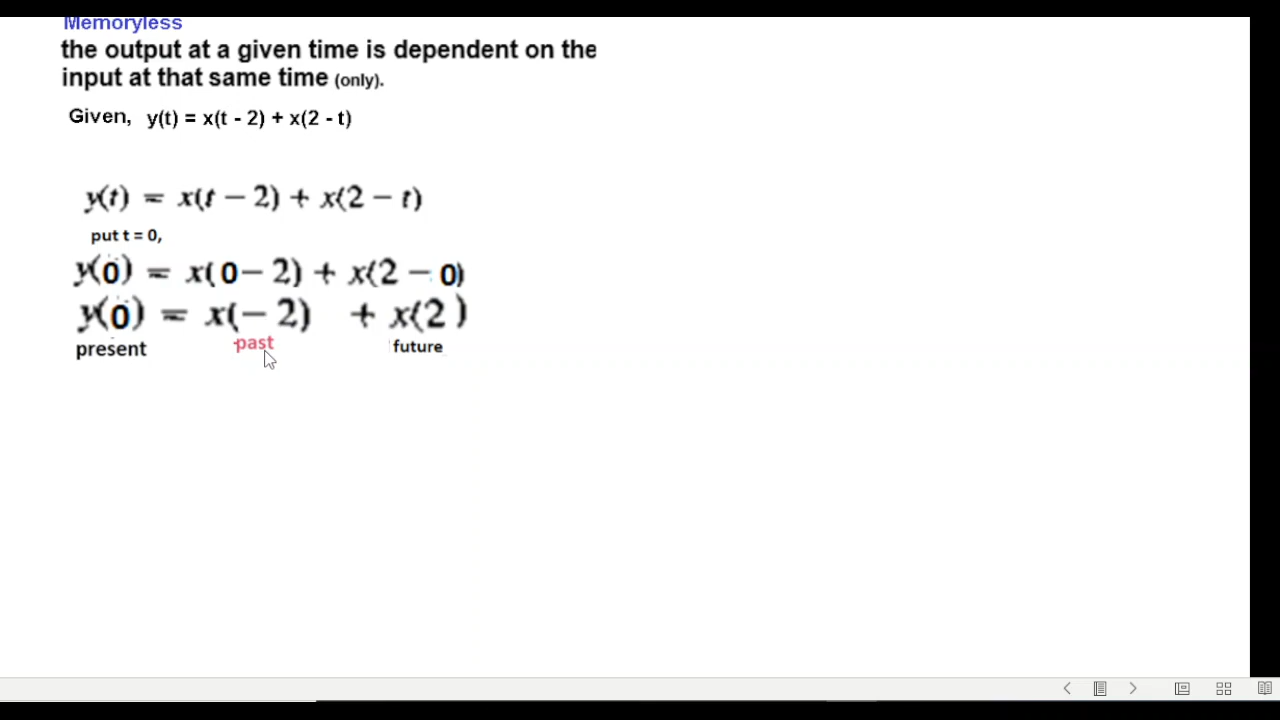 Memoryless
the output at a given time is dependent on the
input at that same time (only).
Given, y(t) = x(t - 2) + x(2 - t)
y(t) = x(t − 2) + x(2 − t)
put t = 0,
y(0) = x( 0− 2) + x(2 − 0)
y(0) = x(− 2) + x(2 )
present past future